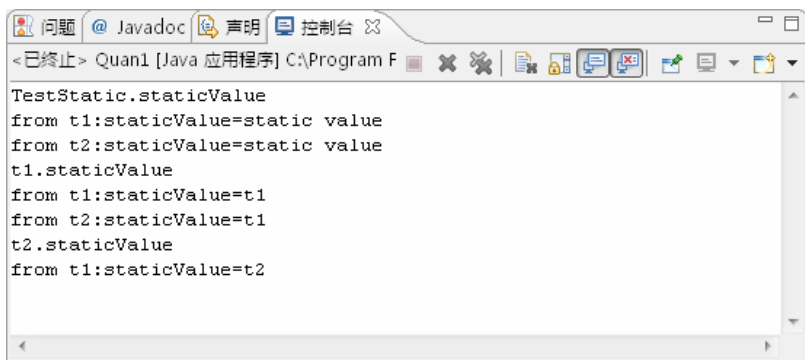 问题 @ Javadoc 声明 控制台
<已终止> Quan1 [Java 应用程序] C:\Program F
TestStatic.staticValue
from t1:staticValue=static value
from t2:staticValue=static value
t1.staticValue
from t1:staticValue=t1
from t2:staticValue=t1
t2.staticValue
from t1:staticValue=t2